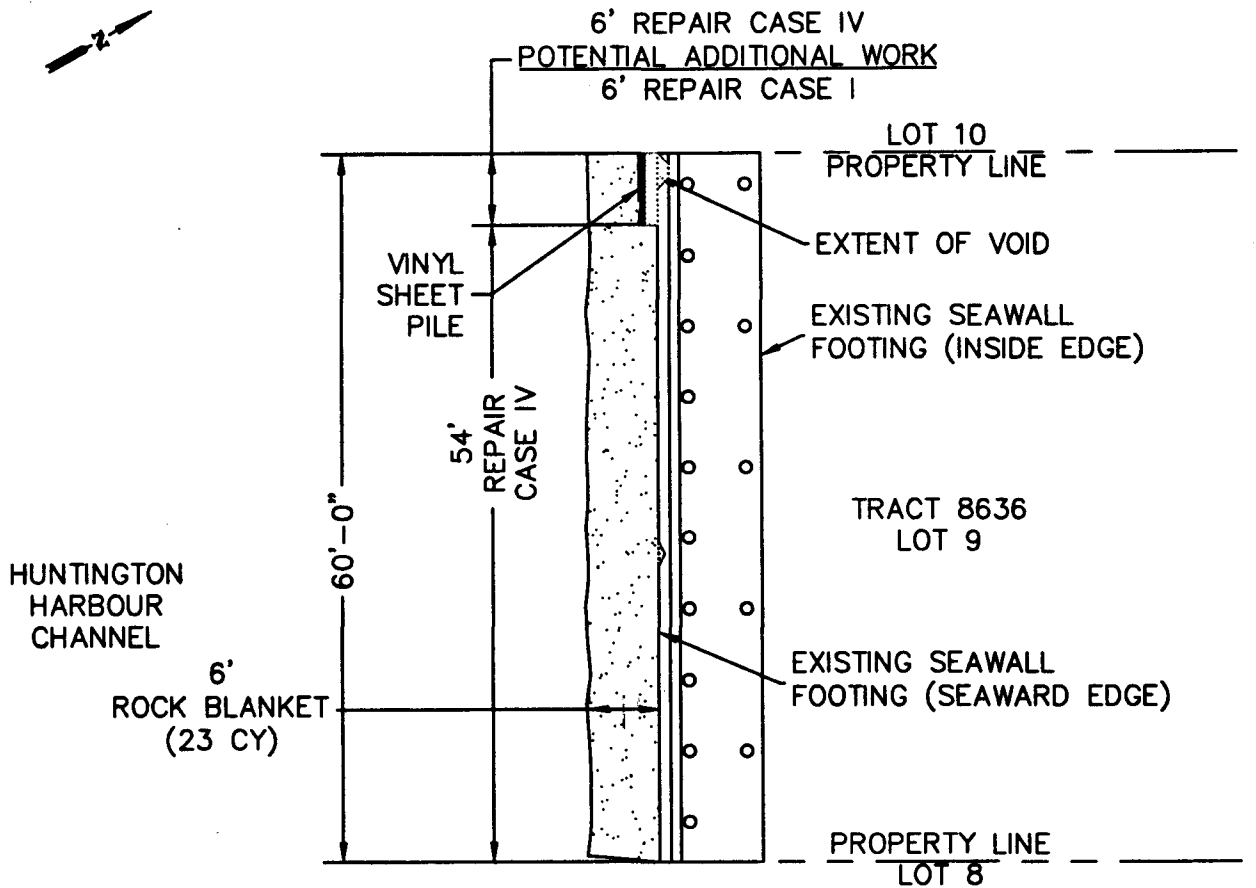 Z
6' REPAIR CASE IV
POTENTIAL ADDITIONAL WORK
6' REPAIR CASE I
LOT 10
PROPERTY LINE
EXTENT OF VOID
VINYL
SHEET
PILE
EXISTING SEAWALL
FOOTING (INSIDE EDGE)
54'
REPAIR
CASE IV
60'-0"
TRACT 8636
LOT 9
HUNTINGTON
HARBOUR
CHANNEL
6'
ROCK BLANKET
(23 CY)
EXISTING SEAWALL
FOOTING (SEAWARD EDGE)
PROPERTY LINE
LOT 8